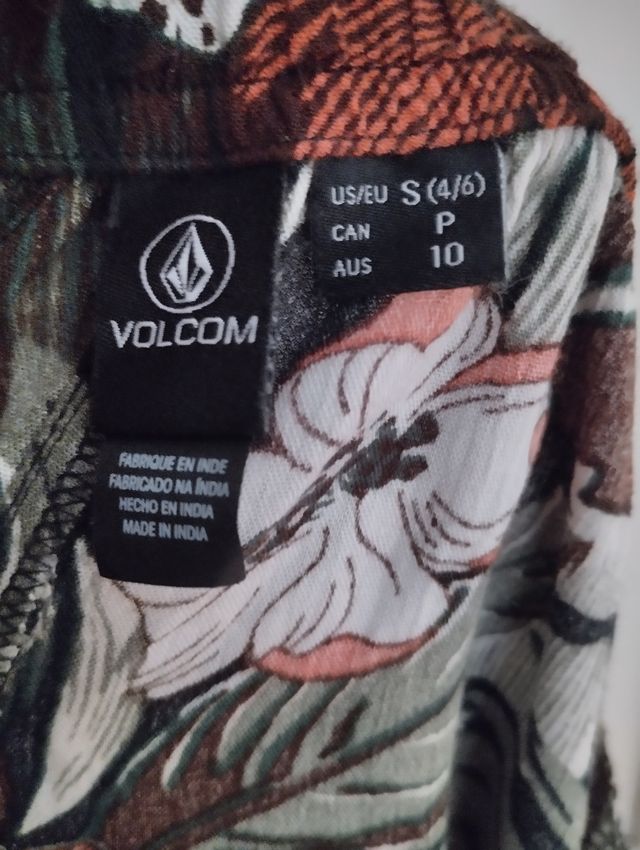 VOLCOM
US/EU S (4/6)
CAN P
AUS 10
FABRIQUE EN INDE
FABRICADO NA ÍNDIA
HECHO EN INDIA
MADE IN INDIA